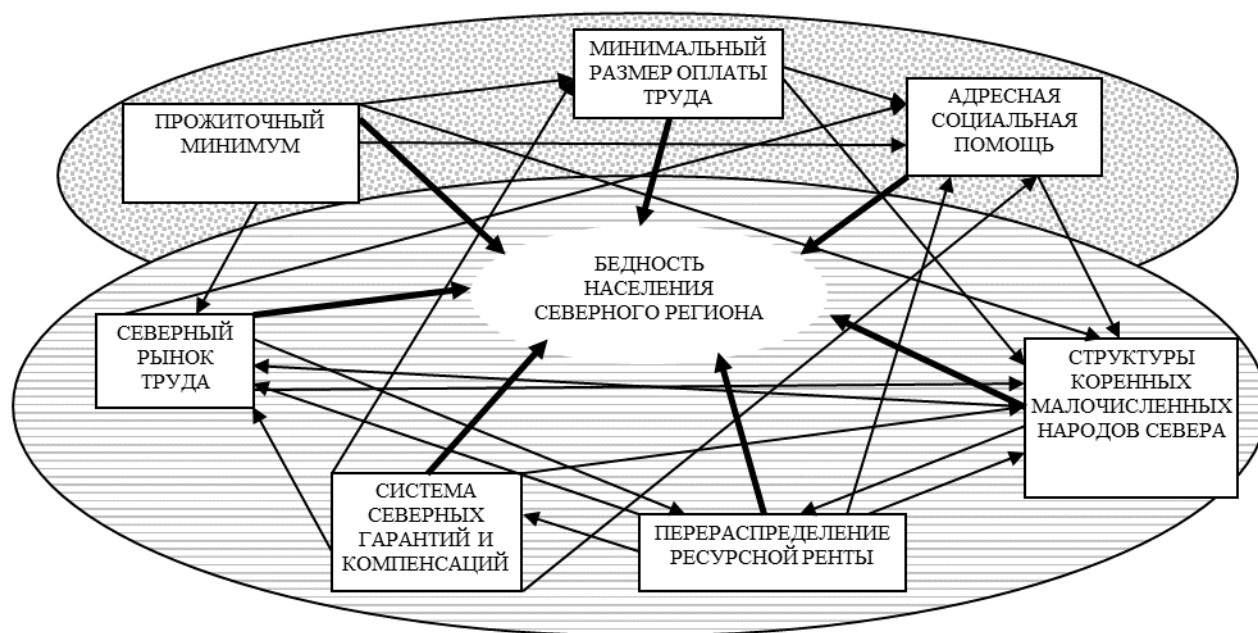 МИНИМАЛЬНЫЙ
РАЗМЕР ОПЛАТЫ
ТРУДА
АДРЕСНАЯ
СОЦИАЛЬНАЯ
ПОМОЩЬ
ПРОЖИТОЧНЫЙ
МИНИМУМ
БЕДНОСТЬ
НАСЕЛЕНИЯ
СЕВЕРНОГО РЕГИОНА
СЕВЕРНЫЙ
РЫНОК
ТРУДА
СТРУКТУРЫ
КОРЕННЫХ
МАЛОЧИСЛЕННЫХ
НАРОДОВ СЕВЕРА
СИСТЕМА
СЕВЕРНЫХ
ГАРАНТИЙ И
КОМПЕНСАЦИЙ
ПЕРЕРАСПРЕДЕЛЕНИЕ
РЕСУРСНОЙ РЕНТЫ